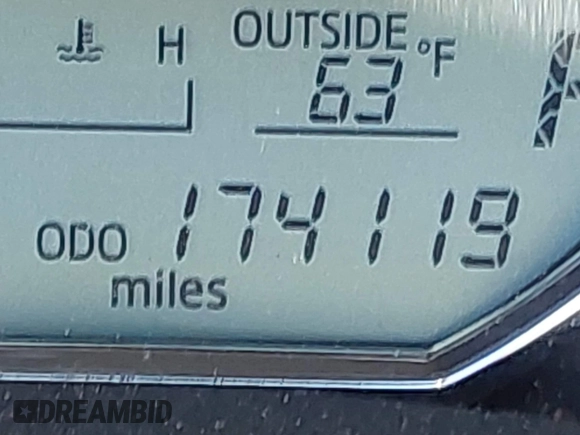 H
OUTSIDE
63 °F
ODO 174119
miles
DREAMBID